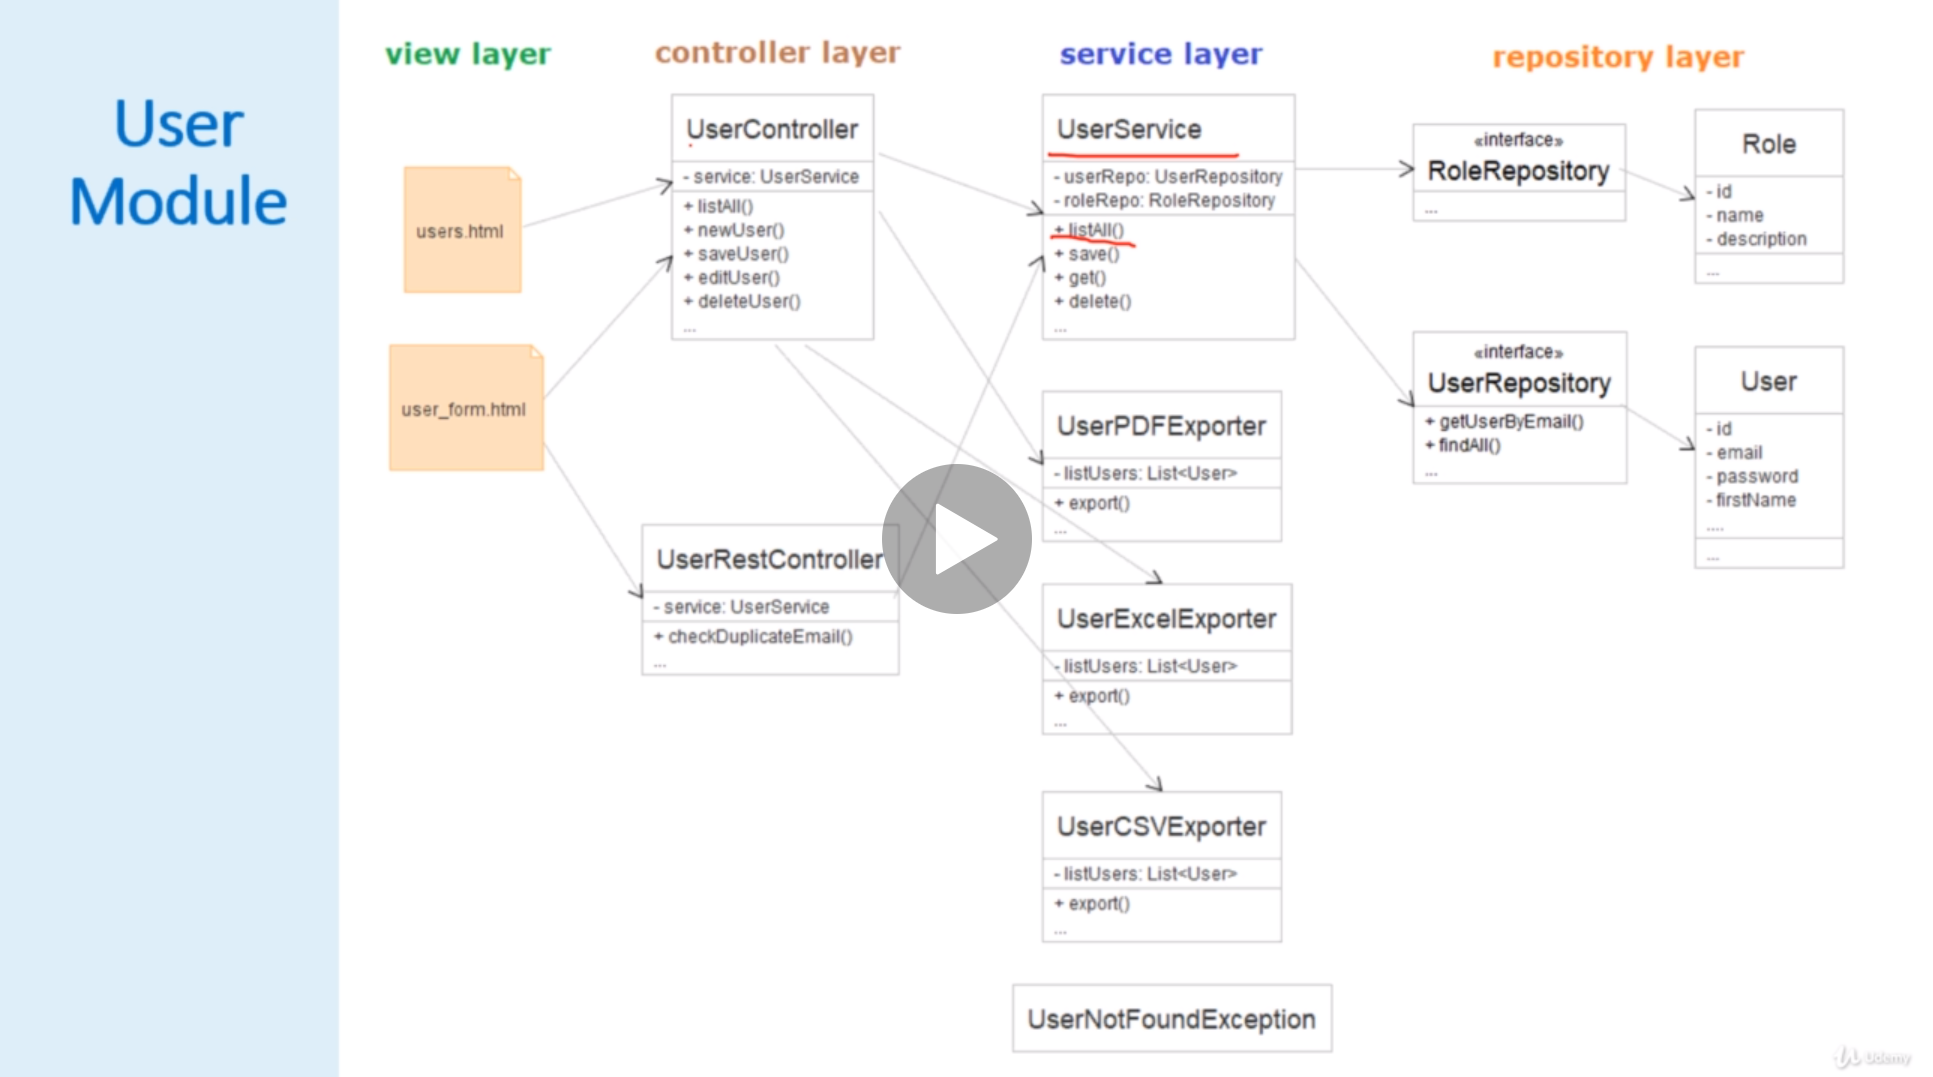 User
Module
view layer
controller layer
service layer
repository layer
users.html
user_form.html
UserController
- service: UserService
+ listAll()
+ newUser()
+ saveUser()
+ editUser()
+ deleteUser()
...
UserRestController
- service: UserService
+ checkDuplicateEmail()
...
UserService
- userRepo: UserRepository
- roleRepo: RoleRepository
+ listAll()
+ save()
+ get()
+ delete()
...
UserPDFExporter
- listUsers: List<User>
+ export()
...
UserExcelExporter
- listUsers: List<User>
+ export()
...
UserCSVExporter
- listUsers: List<User>
+ export()
...
UserNotFoundException
«interface»
RoleRepository
...
«interface»
UserRepository
+ getUserByEmail()
+ findAll()
...
Role
- id
- name
- description
...
User
- id
- email
- password
- firstName
....
...
Udemy